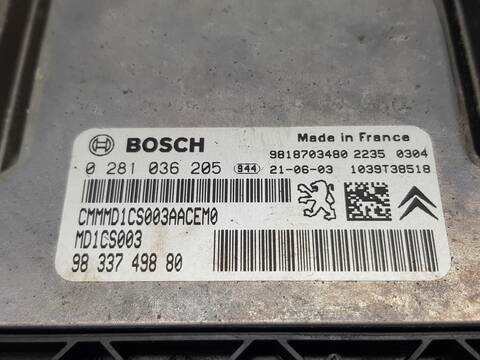 BOSCH
Made in France
9818703480 2235 0304
0 281 036 205 944 21-06-03 1039T38518
CMMMD1CS003AACEM0
MD1CS003
98 337 498 80